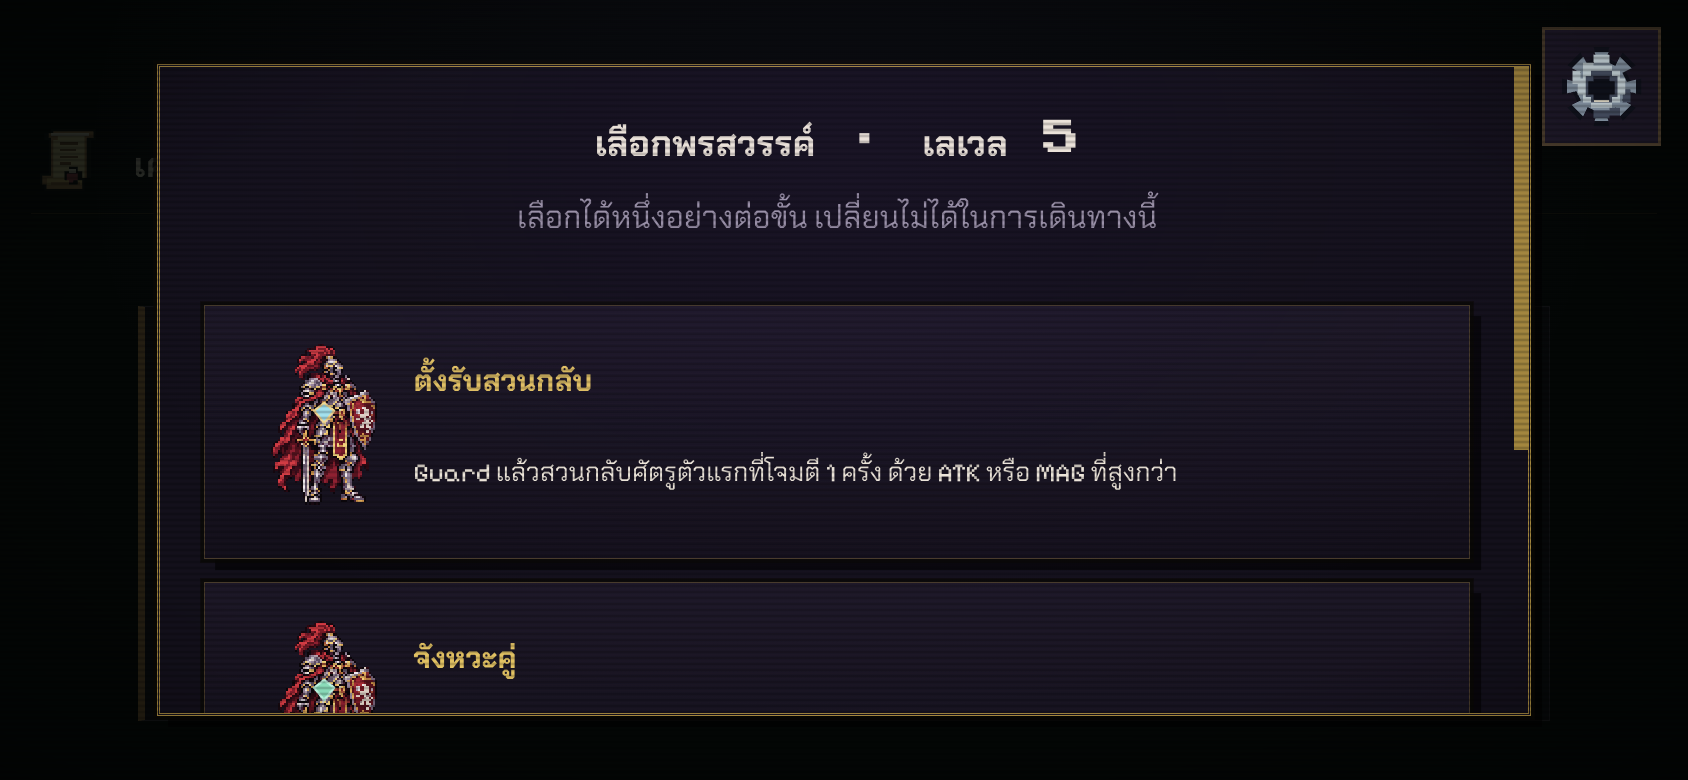 เลือกพรสวรรค์ · เลเวล 5
เลือกได้หนึ่งอย่างต่อขั้น เปลี่ยนไม่ได้ในการเดินทางนี้
ตั้งรับสวนกลับ
Guard แล้วสวนกลับศัตรูตัวแรกที่โจมตี 1 ครั้ง ด้วย ATK หรือ MAG ที่สูงกว่า
จังหวะคู่